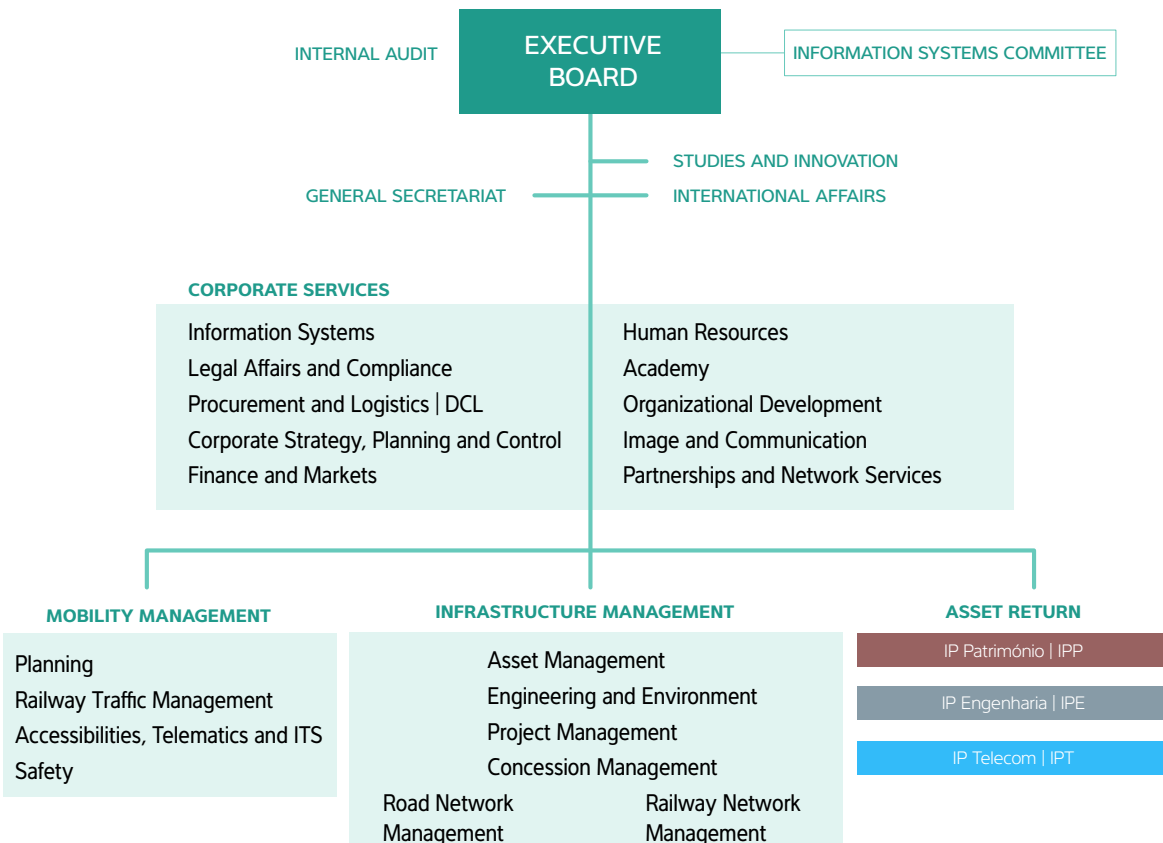 INTERNAL AUDIT
EXECUTIVE
BOARD
INFORMATION SYSTEMS COMMITTEE
STUDIES AND INNOVATION
GENERAL SECRETARIAT
INTERNATIONAL AFFAIRS
CORPORATE SERVICES
Information Systems
Legal Affairs and Compliance
Procurement and Logistics | DCL
Corporate Strategy, Planning and Control
Finance and Markets
Human Resources
Academy
Organizational Development
Image and Communication
Partnerships and Network Services
MOBILITY MANAGEMENT
Planning
Railway Traffic Management
Accessibilities, Telematics and ITS
Safety
INFRASTRUCTURE MANAGEMENT
Asset Management
Engineering and Environment
Project Management
Concession Management
Road Network
Management
Railway Network
Management
ASSET RETURN
IP Património | IPP
IP Engenharia | IPE
IP Telecom | IPT